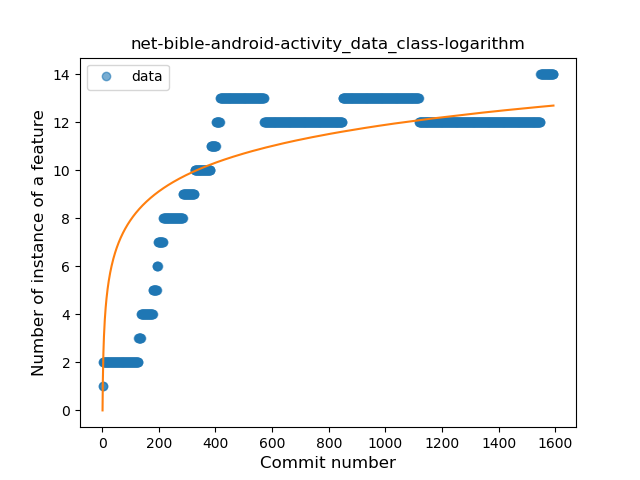 net-bible-android-activity_data_class-logarithm
data
Number of instance of a feature
14
12
10
8
6
4
2
0
0 200 400 600 800 1000 1200 1400 1600
Commit number